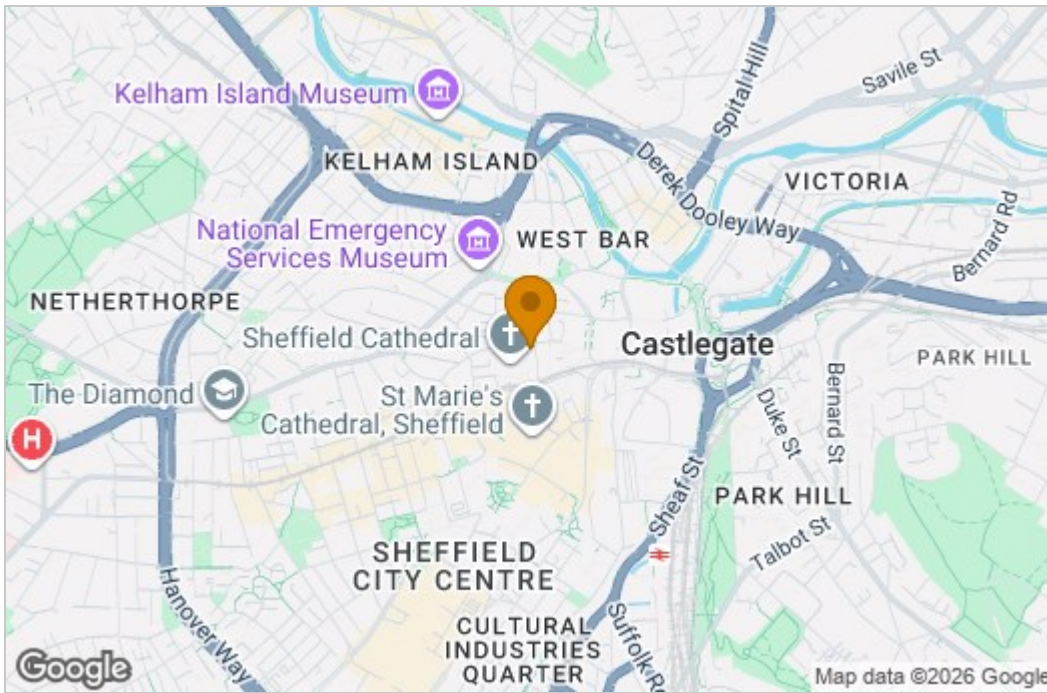 Savile St
Kelham Island Museum
Spital Hill
KELHAM ISLAND
Derek Dooley Way
VICTORIA
National Emergency
Services Museum
WEST BAR
Bernard Rd
NETHERTHORPE
Sheffield Cathedral
Castlegate
PARK HILL
The Diamond
St Marie's
Cathedral, Sheffield
Duke St
Bernard St
H
Sheaf St
PARK HILL
Talbot St
SHEFFIELD
CITY CENTRE
Hanover Way
CULTURAL
INDUSTRIES
QUARTER
Suffolk Rd
Google
Map data ©2026 Google